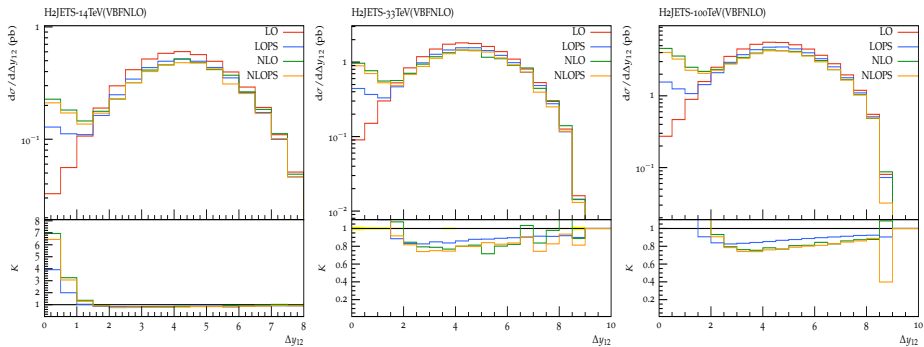 H2JETS-14TeV(VBFNLO)
dσ/dΔy12 (pb)
1
10^-1
LO
LOPS
NLO
NLOPS
K
8
7
6
5
4
3
2
1
0 1 2 3 4 5 6 7 8
Δy12
H2JETS-33TeV(VBFNLO)
dσ/dΔy12 (pb)
1
10^-1
10^-2
LO
LOPS
NLO
NLOPS
K
1
0.8
0.6
0.4
0.2
0 2 4 6 8 10
Δy12
H2JETS-100TeV(VBFNLO)
dσ/dΔy12 (pb)
1
10^-1
LO
LOPS
NLO
NLOPS
K
1
0.8
0.6
0.4
0.2
0 2 4 6 8 10
Δy12